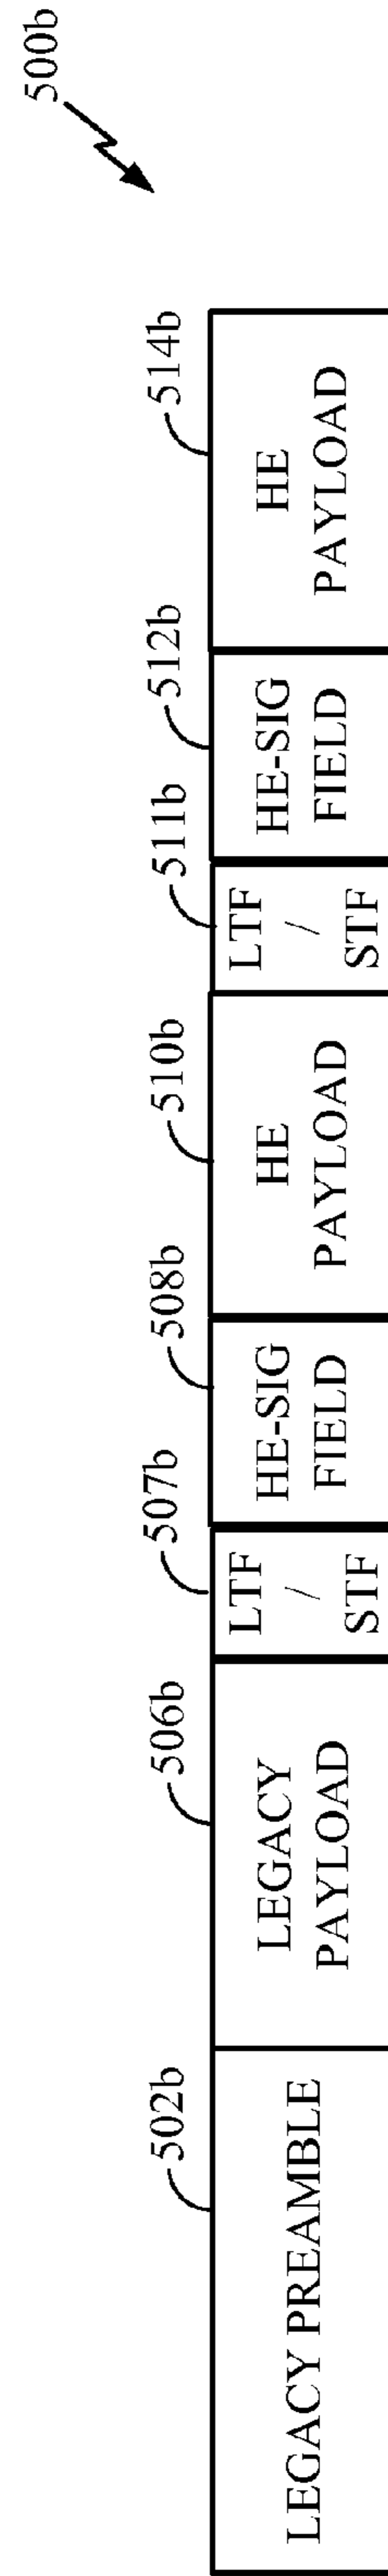 500b
502b
506b
507b
508b
510b
511b
512b
514b
LEGACY PREAMBLE
LEGACY
PAYLOAD
LTF
/
STF
HE-SIG
FIELD
HE
PAYLOAD
LTF
/
STF
HE-SIG
FIELD
HE
PAYLOAD